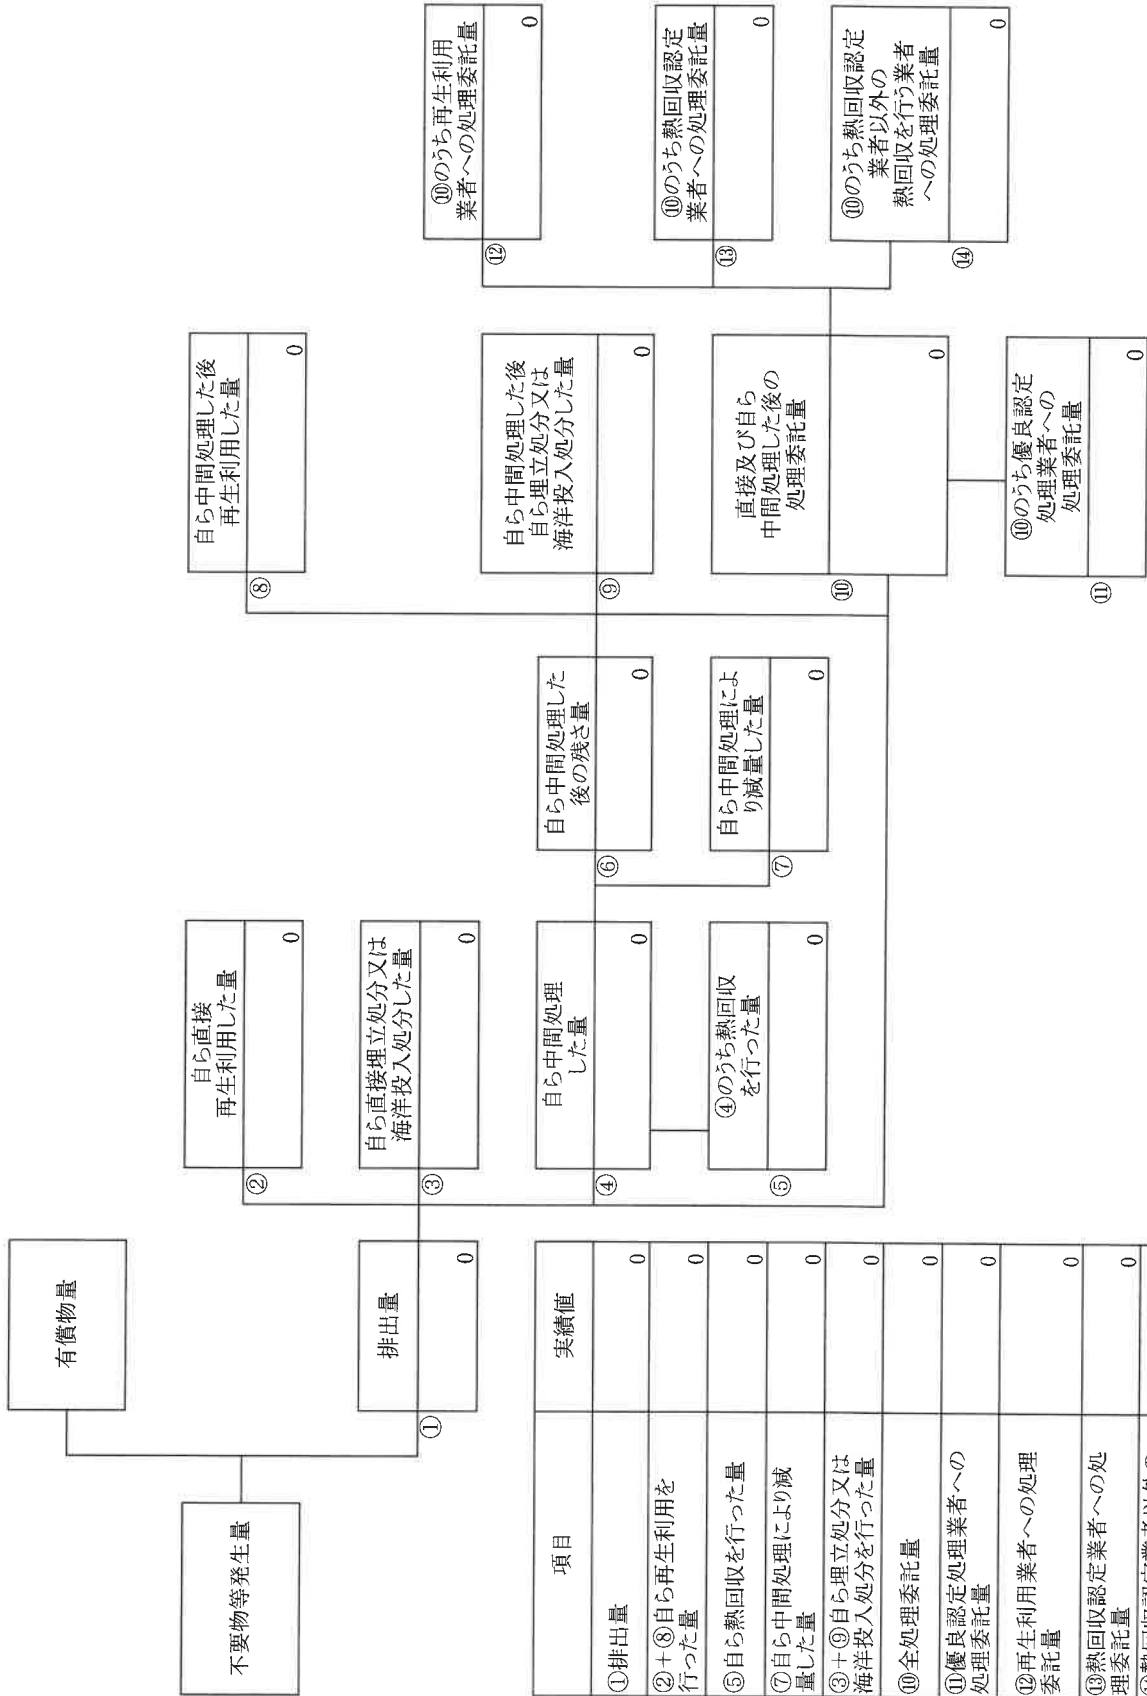 不要物等発生量
有償物量
①
排出量
0
②
自ら直接
再生利用した量
0
③
自ら直接埋立処分又は
海洋投入処分した量
0
④
自ら中間処理
した量
0
⑤
④のうち熱回収
を行った量
0
⑥
自ら中間処理した
後の残さ量
0
⑦
自ら中間処理によ
り減量した量
0
⑧
自ら中間処理した後
再生利用した量
0
⑨
自ら中間処理した後
自ら埋立処分又は
海洋投入処分した量
0
⑩
直接及び自ら
中間処理した後の
処理委託量
0
⑪
⑩のうち優良認定
処理業者への
処理委託量
0
⑫
⑩のうち再生利用
業者への処理委託量
0
⑬
⑩のうち熱回収認定
業者への処理委託量
0
⑭
⑩のうち熱回収認定
業者以外の
熱回収を行う業者
への処理委託量
0
項目
実績値
①排出量
0
②+⑧自ら再生利用を
行った量
0
⑤自ら熱回収を行った量
0
⑦自ら中間処理により減
量した量
0
③+⑨自ら埋立処分又は
海洋投入処分を行った量
0
⑩全処理委託量
0
⑪優良認定処理業者への
処理委託量
0
⑫再生利用業者への処理
委託量
0
⑬熱回収認定業者への処
理委託量
0